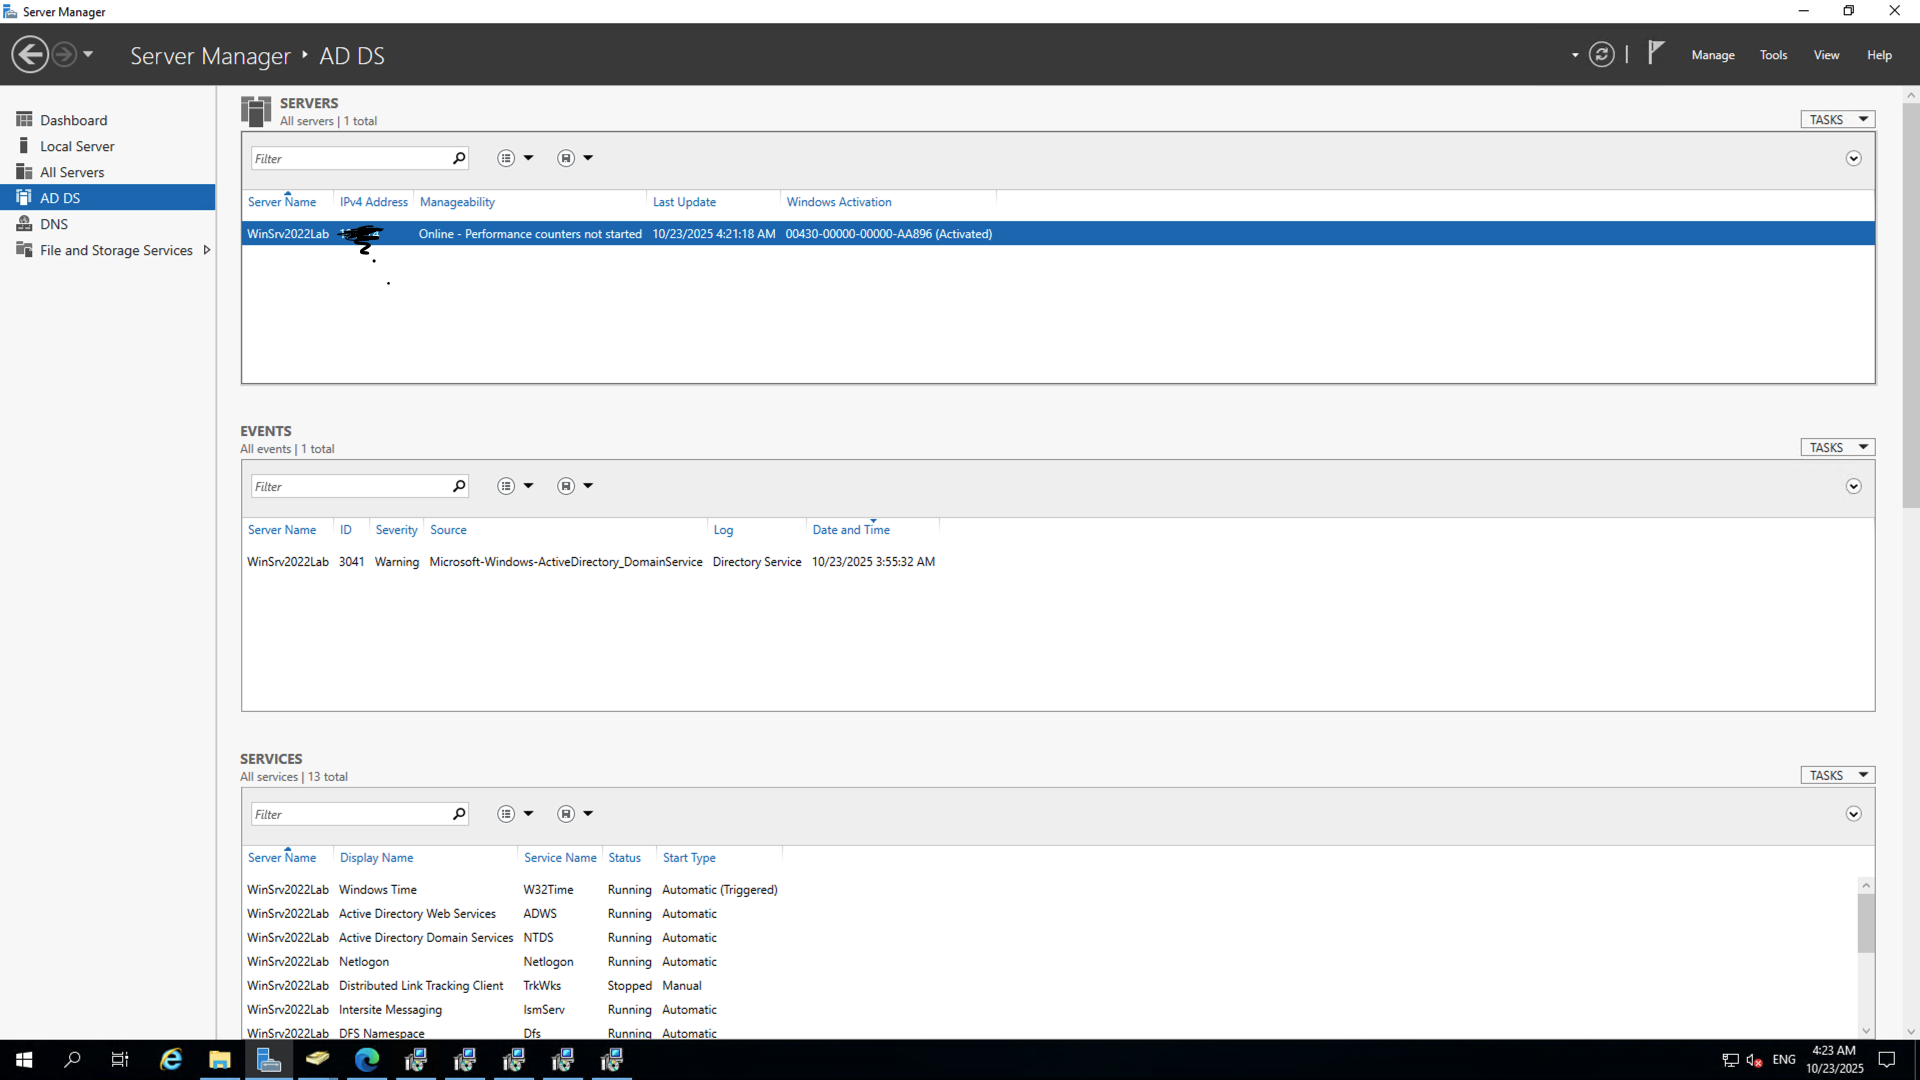 Server Manager
Server Manager ‣ AD DS
Manage Tools View Help
Dashboard
Local Server
All Servers
AD DS
DNS
File and Storage Services
SERVERS
All servers | 1 total
TASKS
Filter
Server Name IPv4 Address Manageability Last Update Windows Activation
WinSrv2022Lab Online - Performance counters not started 10/23/2025 4:21:18 AM 00430-00000-00000-AA896 (Activated)
EVENTS
All events | 1 total
TASKS
Filter
Server Name ID Severity Source Log Date and Time
WinSrv2022Lab 3041 Warning Microsoft-Windows-ActiveDirectory_DomainService Directory Service 10/23/2025 3:55:32 AM
SERVICES
All services | 13 total
TASKS
Filter
Server Name Display Name Service Name Status Start Type
WinSrv2022Lab Windows Time W32Time Running Automatic (Triggered)
WinSrv2022Lab Active Directory Web Services ADWS Running Automatic
WinSrv2022Lab Active Directory Domain Services NTDS Running Automatic
WinSrv2022Lab Netlogon Netlogon Running Automatic
WinSrv2022Lab Distributed Link Tracking Client TrkWks Stopped Manual
WinSrv2022Lab Intersite Messaging IsmServ Running Automatic
WinSrv2022Lab DFS Namespace Dfs Running Automatic
ENG
4:23 AM
10/23/2025